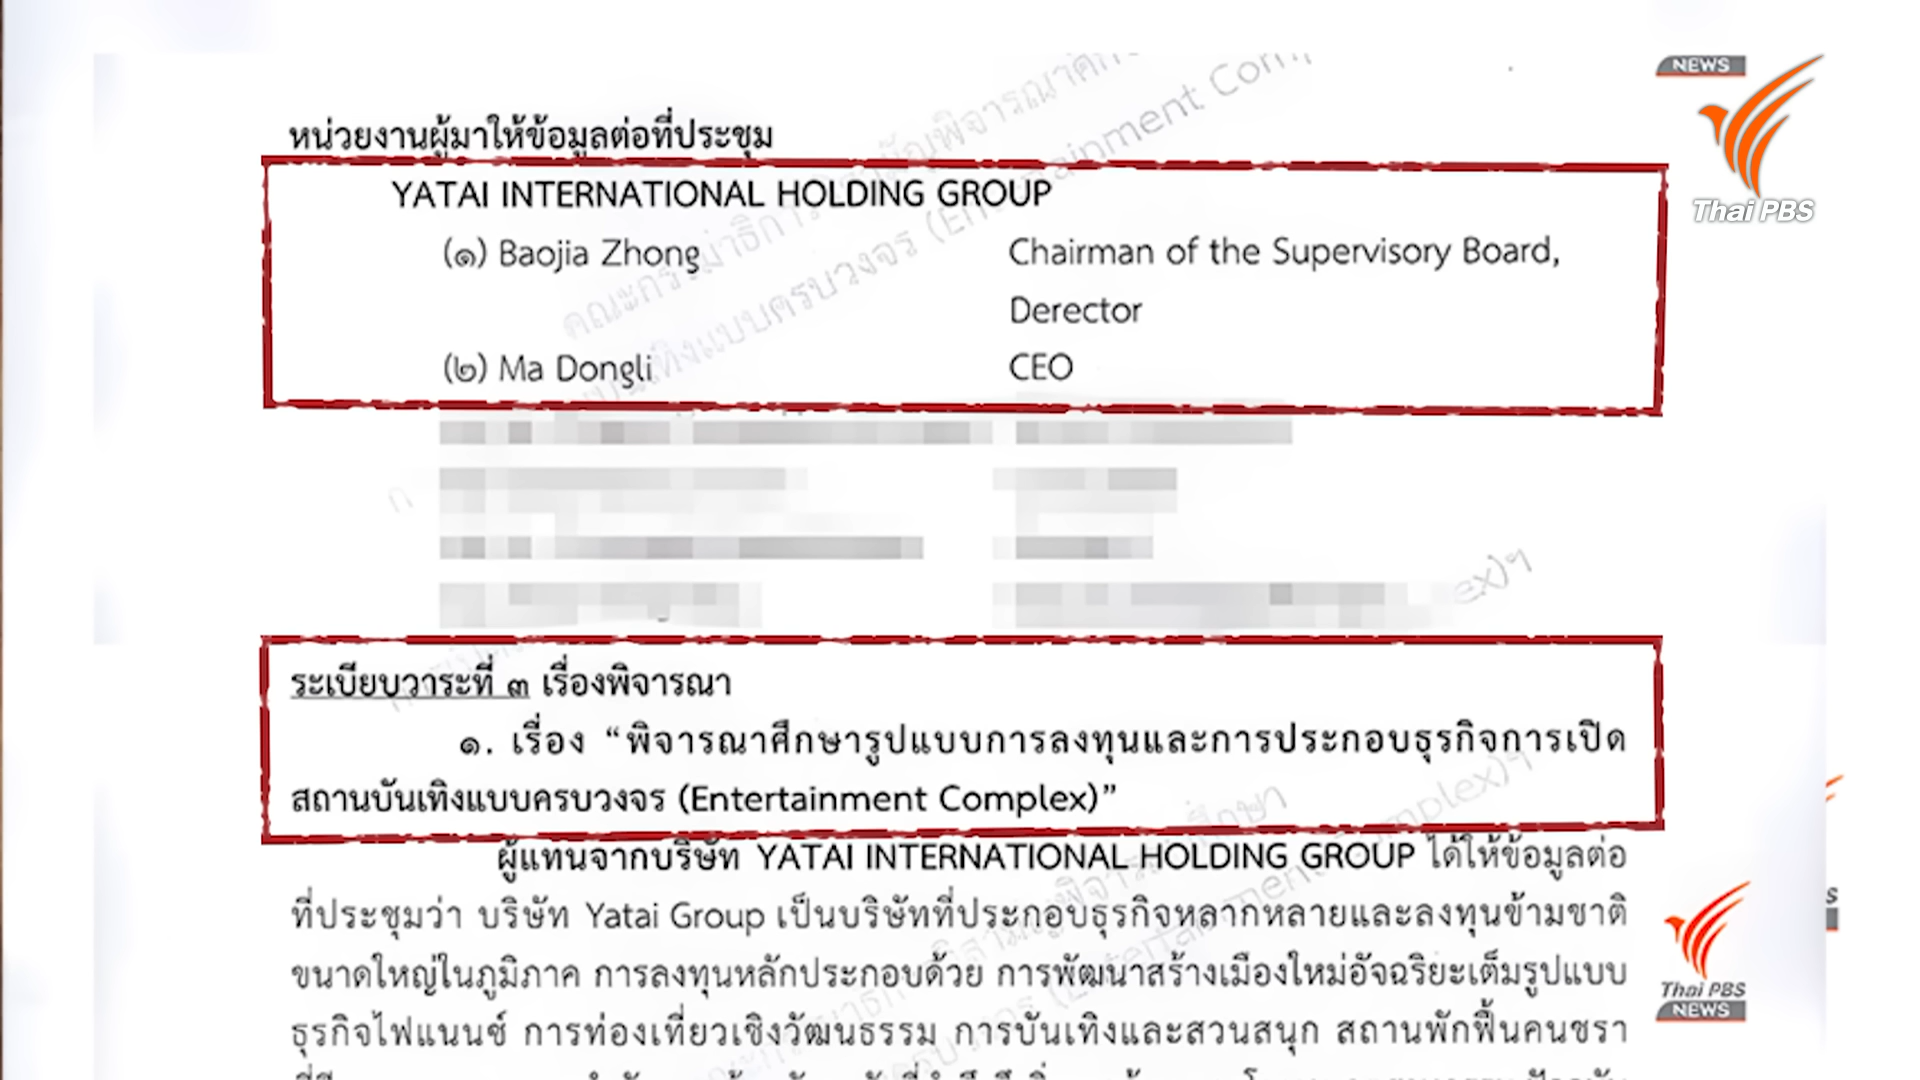 NEWS
Thai PBS
หน่วยงานผู้มาให้ข้อมูลต่อที่ประชุม
YATAI INTERNATIONAL HOLDING GROUP
(๑) Baojia Zhong Chairman of the Supervisory Board,
Derector
(๒) Ma Dongli CEO
ระเบียบวาระที่ ๓ เรื่องพิจารณา
๑. เรื่อง “พิจารณาศึกษารูปแบบการลงทุนและการประกอบธุรกิจการเปิด
สถานบันเทิงแบบครบวงจร (Entertainment Complex)”
ผู้แทนจากบริษัท YATAI INTERNATIONAL HOLDING GROUP ได้ให้ข้อมูลต่อ
ที่ประชุมว่า บริษัท Yatai Group เป็นบริษัทที่ประกอบธุรกิจหลากหลายและลงทุนข้ามชาติ
ขนาดใหญ่ในภูมิภาค การลงทุนหลักประกอบด้วย การพัฒนาสร้างเมืองใหม่อัจฉริยะเต็มรูปแบบ
ธุรกิจไฟแนนซ์ การท่องเที่ยวเชิงวัฒนธรรม การบันเทิงและสวนสนุก สถานพักฟื้นคนชรา
Thai PBS
NEWS